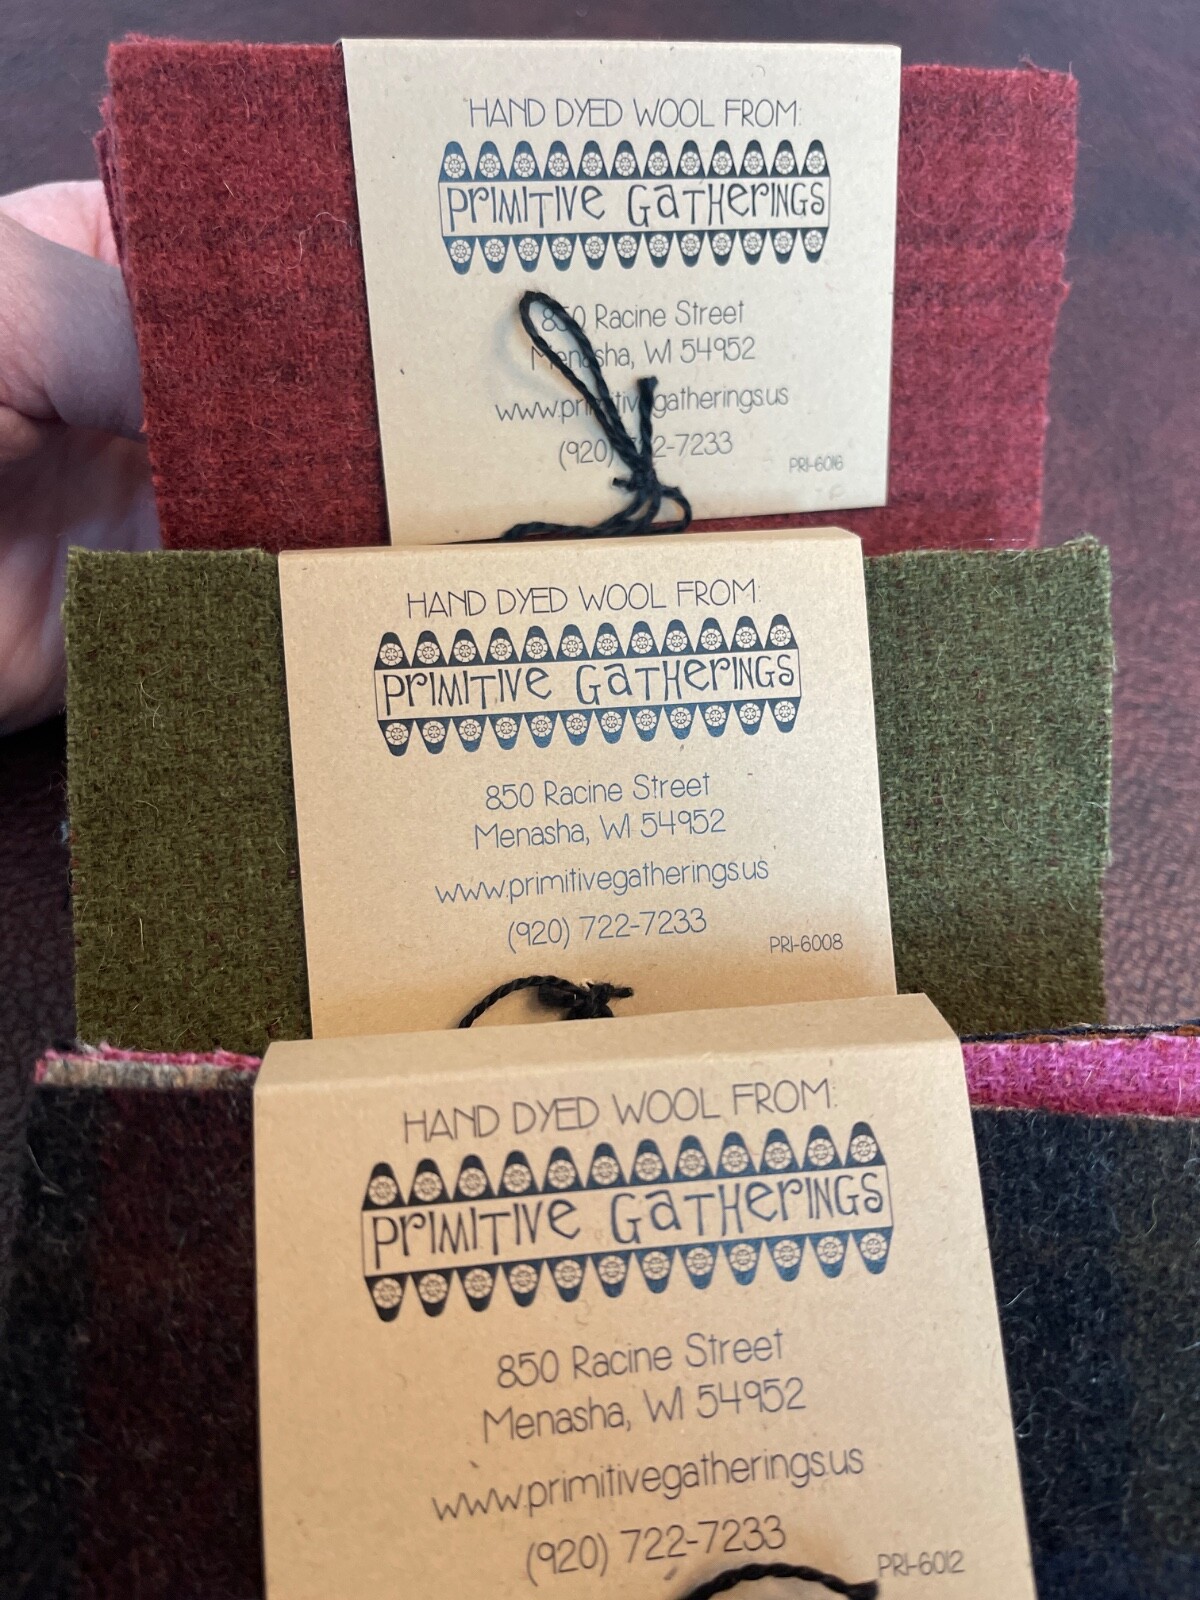 HAND DYED WOOL FROM:
PRIMITIVE GATHERINGS
850 Racine Street
Menasha, WI 54952
www.primitivegatherings.us
(920) 722-7233
PRI-6016
HAND DYED WOOL FROM:
PRIMITIVE GATHERINGS
850 Racine Street
Menasha, WI 54952
www.primitivegatherings.us
(920) 722-7233
PRI-6008
HAND DYED WOOL FROM:
PRIMITIVE GATHERINGS
850 Racine Street
Menasha, WI 54952
www.primitivegatherings.us
(920) 722-7233
PRI-6012